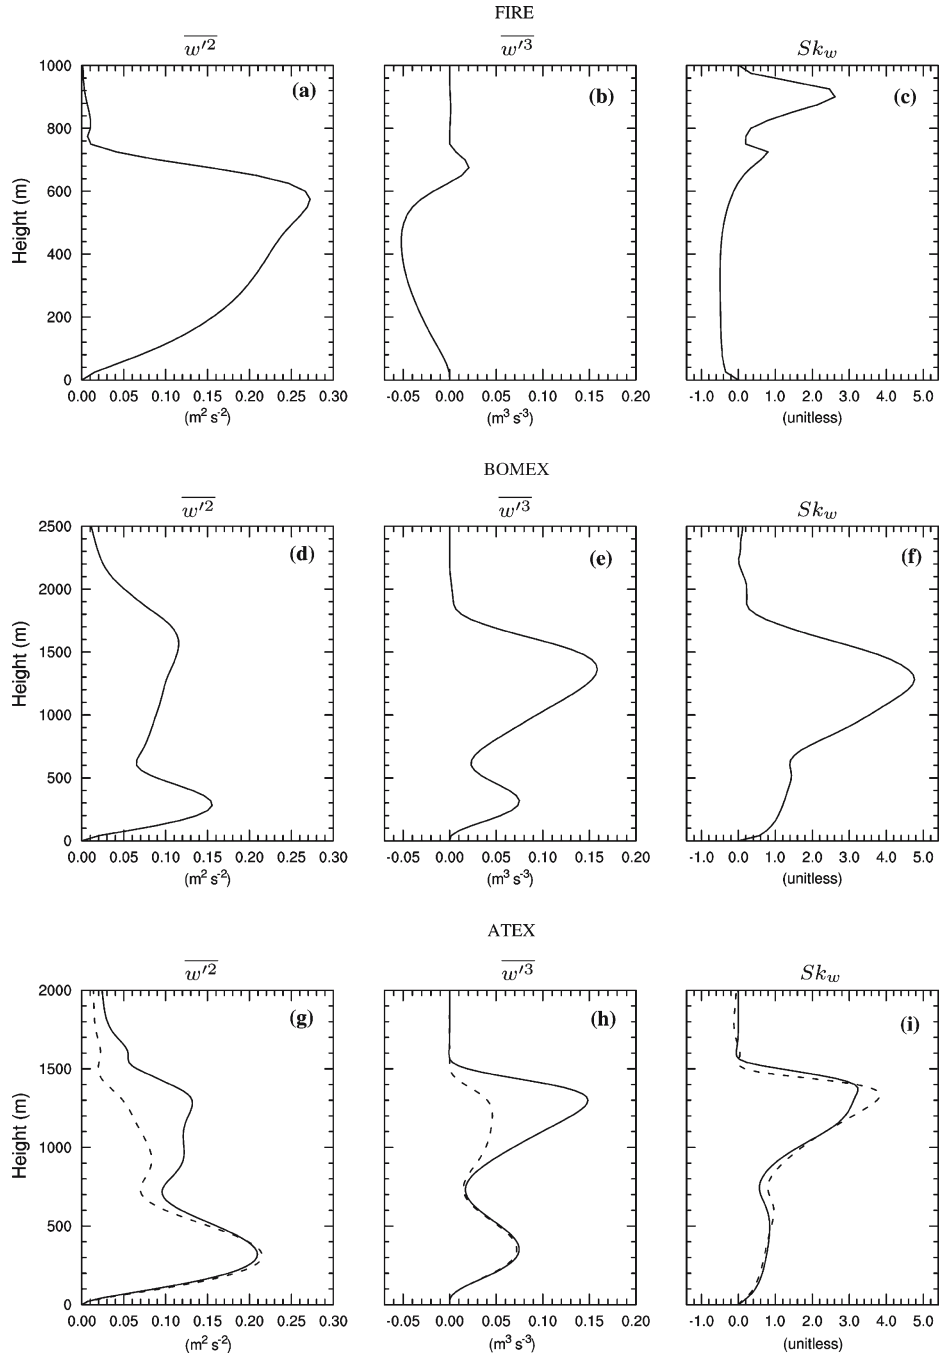 FIRE
w′2 w′3 Skw
(a) (b) (c)
Height (m)
1000
800
600
400
200
0
0.00 0.05 0.10 0.15 0.20 0.25 0.30 -0.05 0.00 0.05 0.10 0.15 0.20 -1.0 0.0 1.0 2.0 3.0 4.0 5.0
(m2 s-2) (m3 s-3) (unitless)
BOMEX
w′2 w′3 Skw
(d) (e) (f)
Height (m)
2500
2000
1500
1000
500
0
0.00 0.05 0.10 0.15 0.20 0.25 0.30 -0.05 0.00 0.05 0.10 0.15 0.20 -1.0 0.0 1.0 2.0 3.0 4.0 5.0
(m2 s-2) (m3 s-3) (unitless)
ATEX
w′2 w′3 Skw
(g) (h) (i)
Height (m)
2000
1500
1000
500
0
0.00 0.05 0.10 0.15 0.20 0.25 0.30 -0.05 0.00 0.05 0.10 0.15 0.20 -1.0 0.0 1.0 2.0 3.0 4.0 5.0
(m2 s-2) (m3 s-3) (unitless)